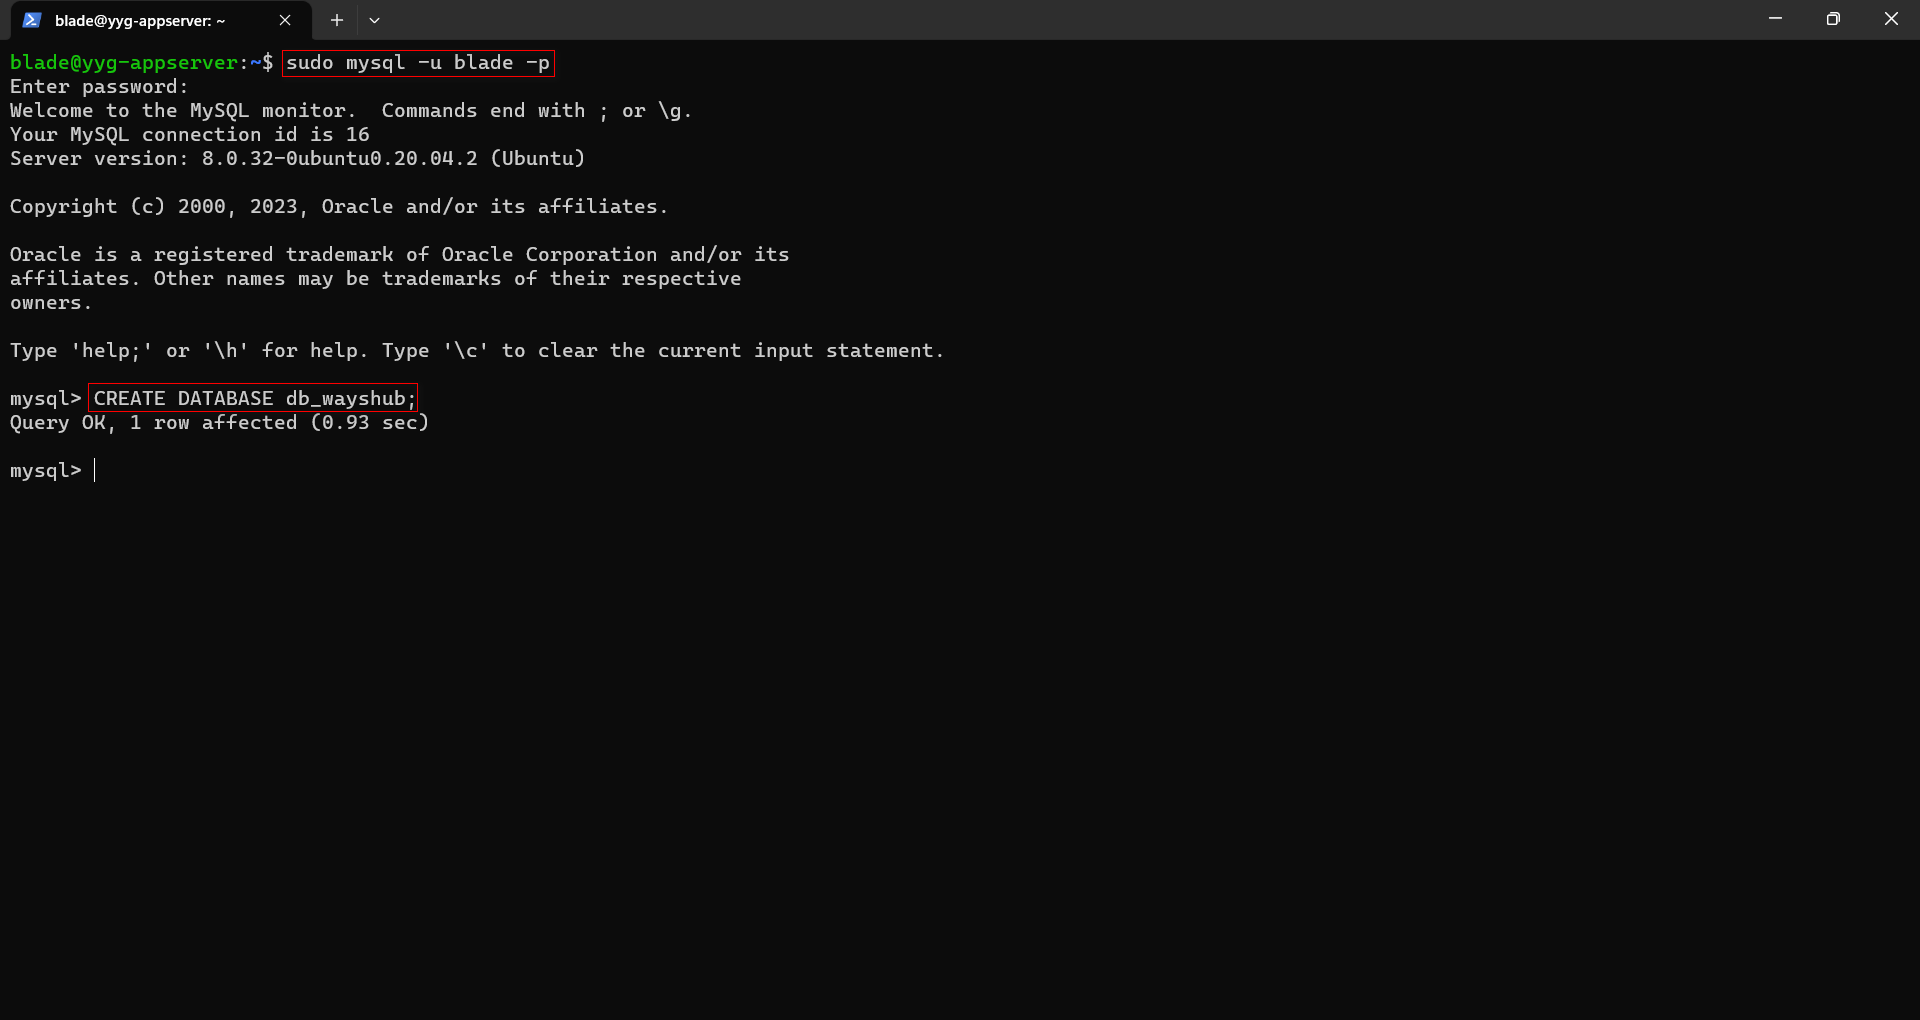 blade@yyg-appserver: ~
blade@yyg-appserver:~$ sudo mysql -u blade -p
Enter password:
Welcome to the MySQL monitor.  Commands end with ; or \g.
Your MySQL connection id is 16
Server version: 8.0.32-0ubuntu0.20.04.2 (Ubuntu)
Copyright (c) 2000, 2023, Oracle and/or its affiliates.
Oracle is a registered trademark of Oracle Corporation and/or its
affiliates. Other names may be trademarks of their respective
owners.
Type 'help;' or '\h' for help. Type '\c' to clear the current input statement.
mysql> CREATE DATABASE db_wayshub;
Query OK, 1 row affected (0.93 sec)
mysql>